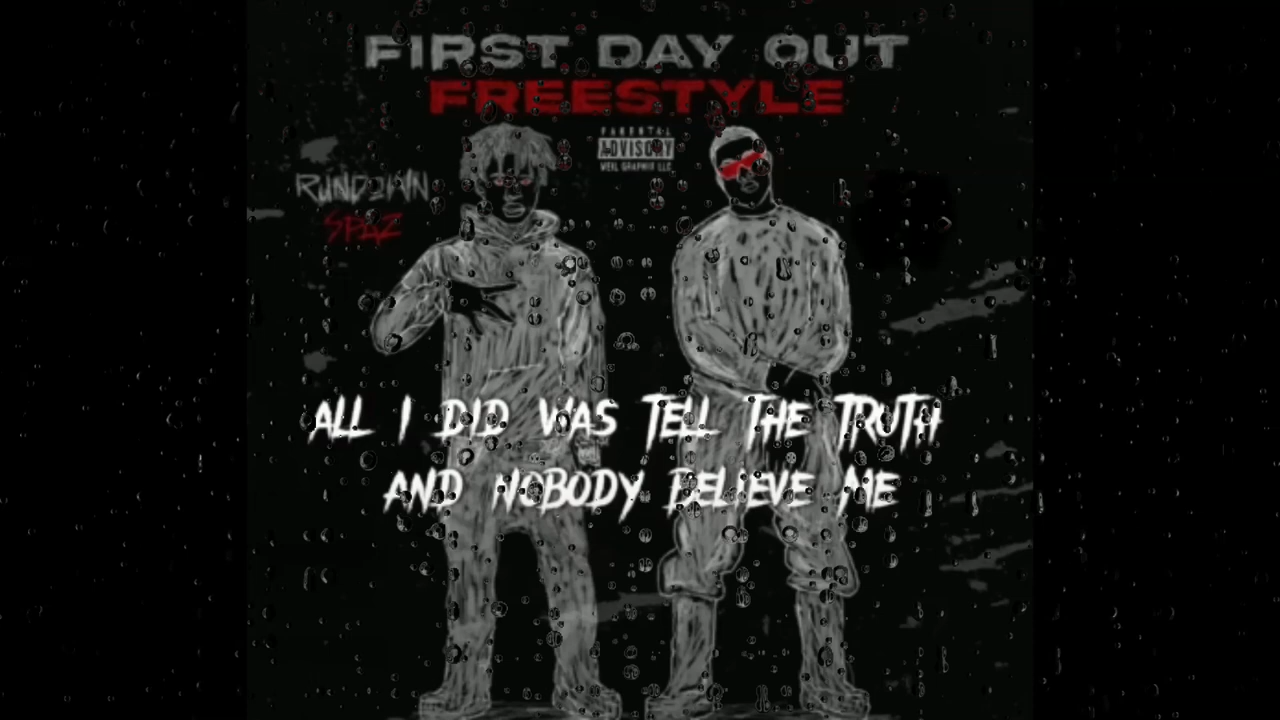 FIRST DAY OUT
FREESTYLE
PARENTAL
ADVISORY
RUNDOWN
SPAZ
ALL I DID WAS TELL THE TRUTH
AND NOBODY BELIEVE ME